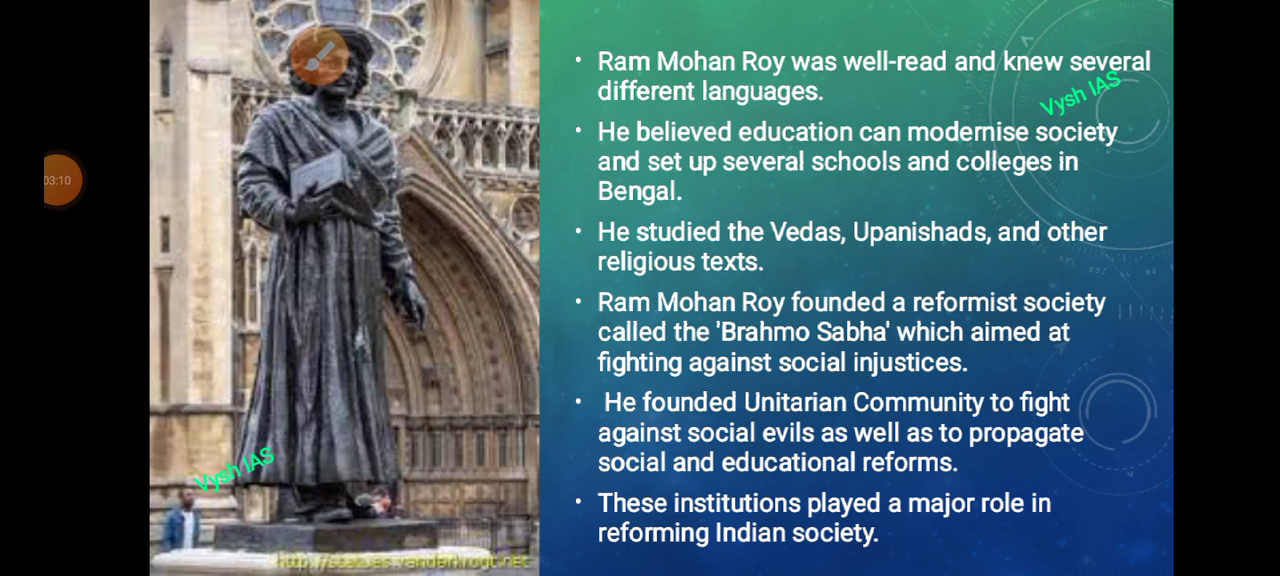 03:10
• Ram Mohan Roy was well-read and knew several
different languages.
Vysh IAS
• He believed education can modernise society
and set up several schools and colleges in
Bengal.
• He studied the Vedas, Upanishads, and other
religious texts.
• Ram Mohan Roy founded a reformist society
called the 'Brahmo Sabha' which aimed at
fighting against social injustices.
• He founded Unitarian Community to fight
against social evils as well as to propagate
social and educational reforms.
• These institutions played a major role in
reforming Indian society.
Vysh IAS
http://statues.vanderkrogt.net